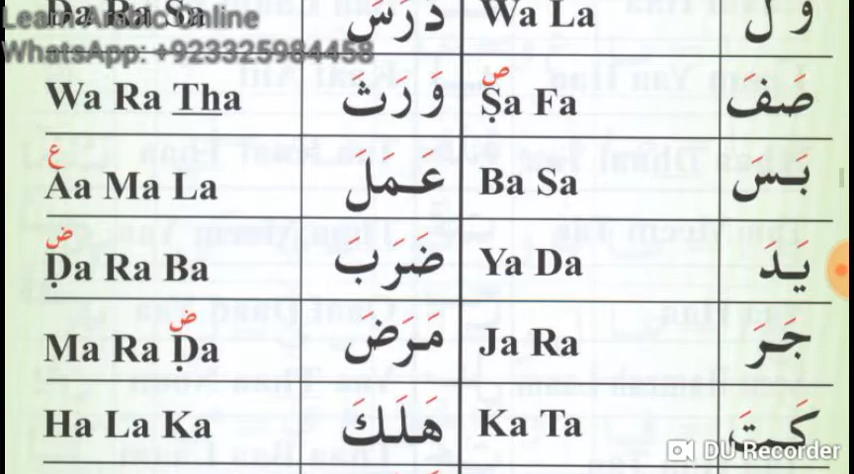 Learn Arabic Online
WhatsApp: +923325984458
Da Ra Sa دَرَسَ Wa La وَلَ
Wa Ra Tha وَرَثَ Ṣa Fa صَفَ
ص
Aa Ma La عَمَلَ Ba Sa بَسَ
ع
Ḍa Ra Ba ضَرَبَ Ya Da يَدَ
ض
Ma Ra Ḍa مَرَضَ Ja Ra جَرَ
ض
Ha La Ka هَلَكَ Ka Ta كَتَ
DU Recorder